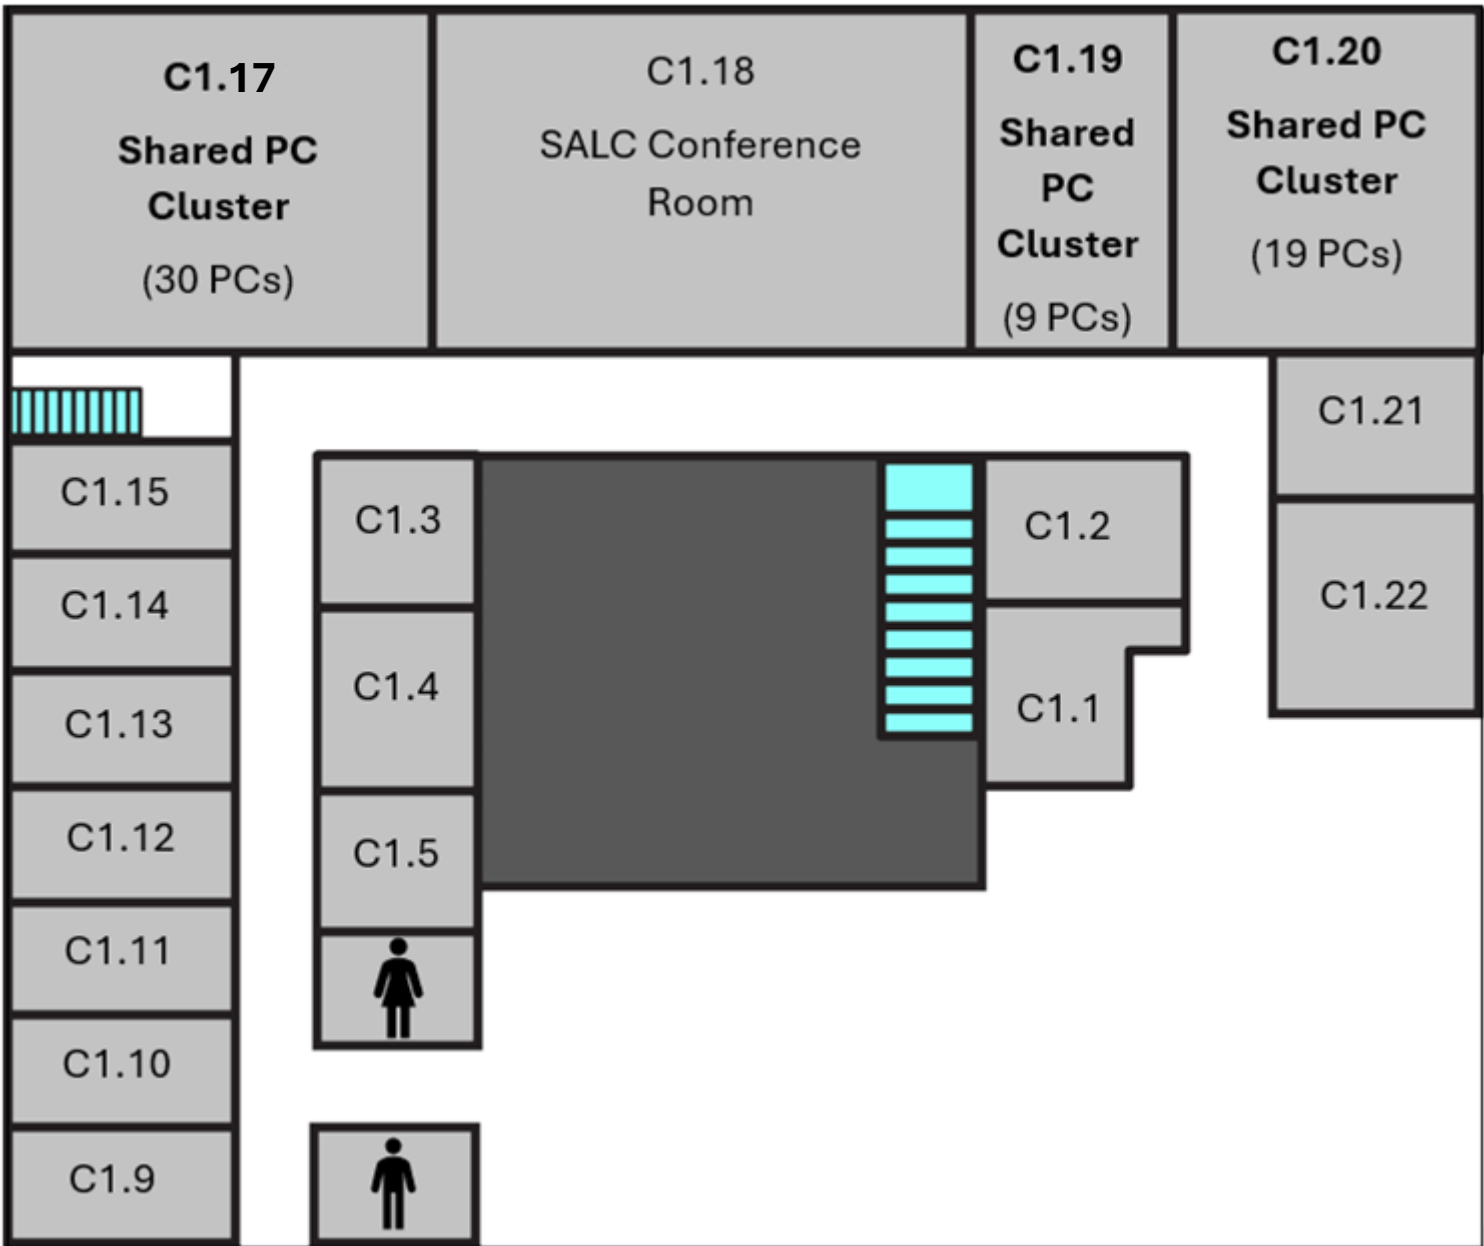 C1.17
Shared PC
Cluster
(30 PCs)
C1.18
SALC Conference
Room
C1.19
Shared
PC
Cluster
(9 PCs)
C1.20
Shared PC
Cluster
(19 PCs)
C1.21
C1.22
C1.15
C1.14
C1.13
C1.12
C1.11
C1.10
C1.9
C1.3
C1.4
C1.5
C1.2
C1.1